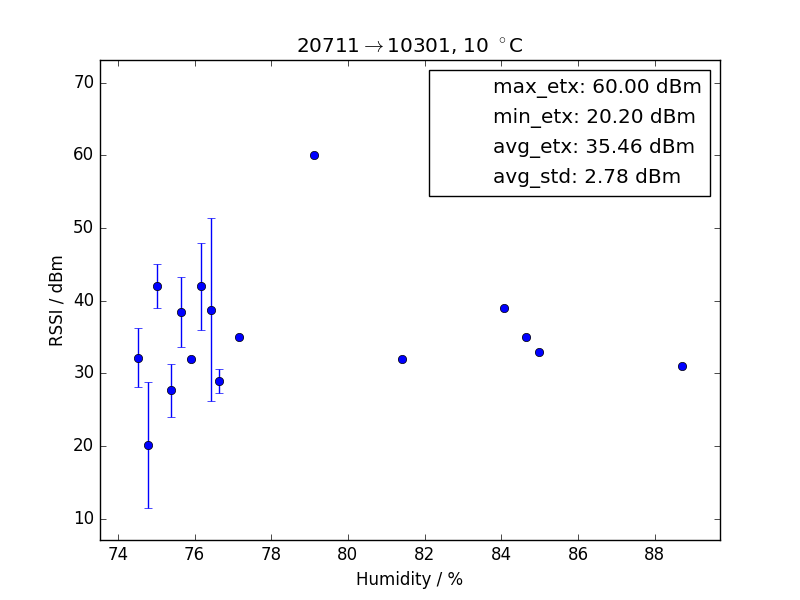 20711→10301, 10 °C
max_etx: 60.00 dBm
min_etx: 20.20 dBm
avg_etx: 35.46 dBm
avg_std: 2.78 dBm
RSSI / dBm
70
60
50
40
30
20
10
74 76 78 80 82 84 86 88
Humidity / %